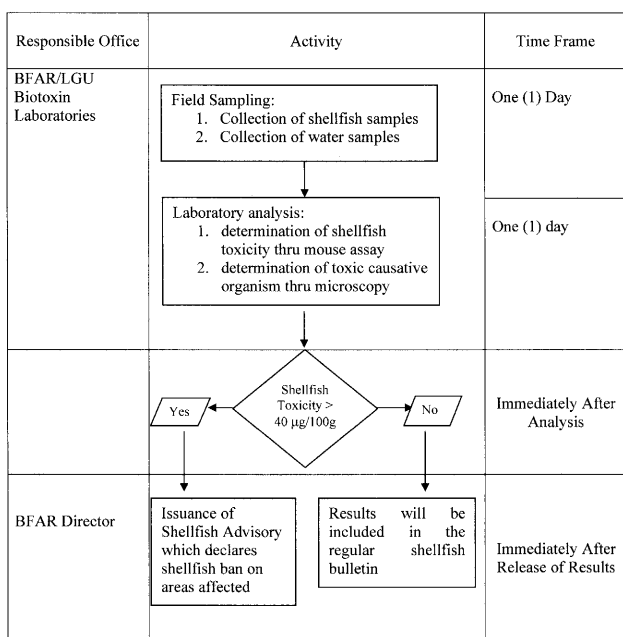 Responsible Office
Activity
Time Frame
BFAR/LGU
Biotoxin
Laboratories
Field Sampling:
1. Collection of shellfish samples
2. Collection of water samples
One (1) Day
Laboratory analysis:
1. determination of shellfish
toxicity thru mouse assay
2. determination of toxic causative
organism thru microscopy
One (1) day
Shellfish
Toxicity >
40 µg/100g
Yes
No
Immediately After
Analysis
BFAR Director
Issuance of
Shellfish Advisory
which declares
shellfish ban on
areas affected
Results will be
included in the
regular shellfish
bulletin
Immediately After
Release of Results